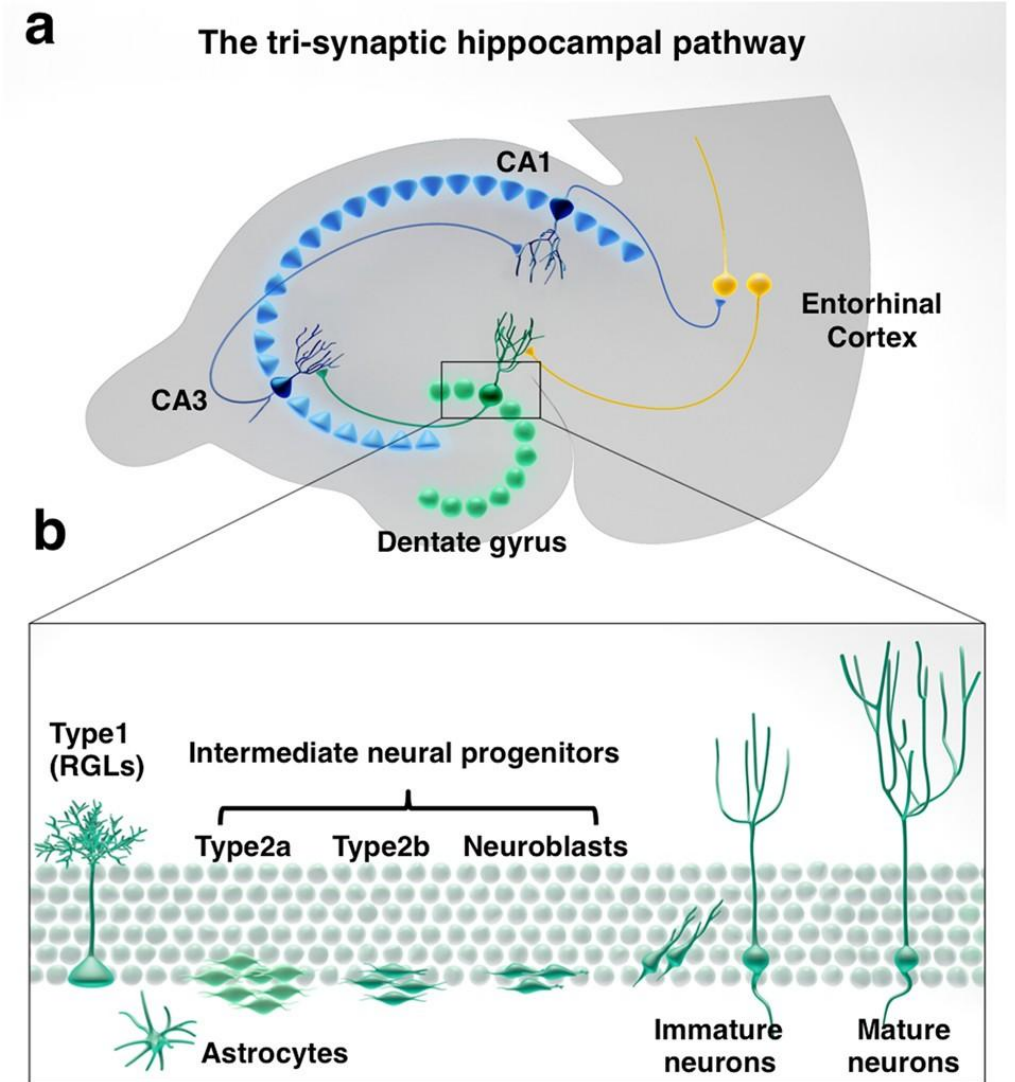 a
The tri-synaptic hippocampal pathway
CA1
Entorhinal
Cortex
CA3
Dentate gyrus
b
Type1
(RGLs)
Intermediate neural progenitors
Type2a
Type2b
Neuroblasts
Astrocytes
Immature
neurons
Mature
neurons